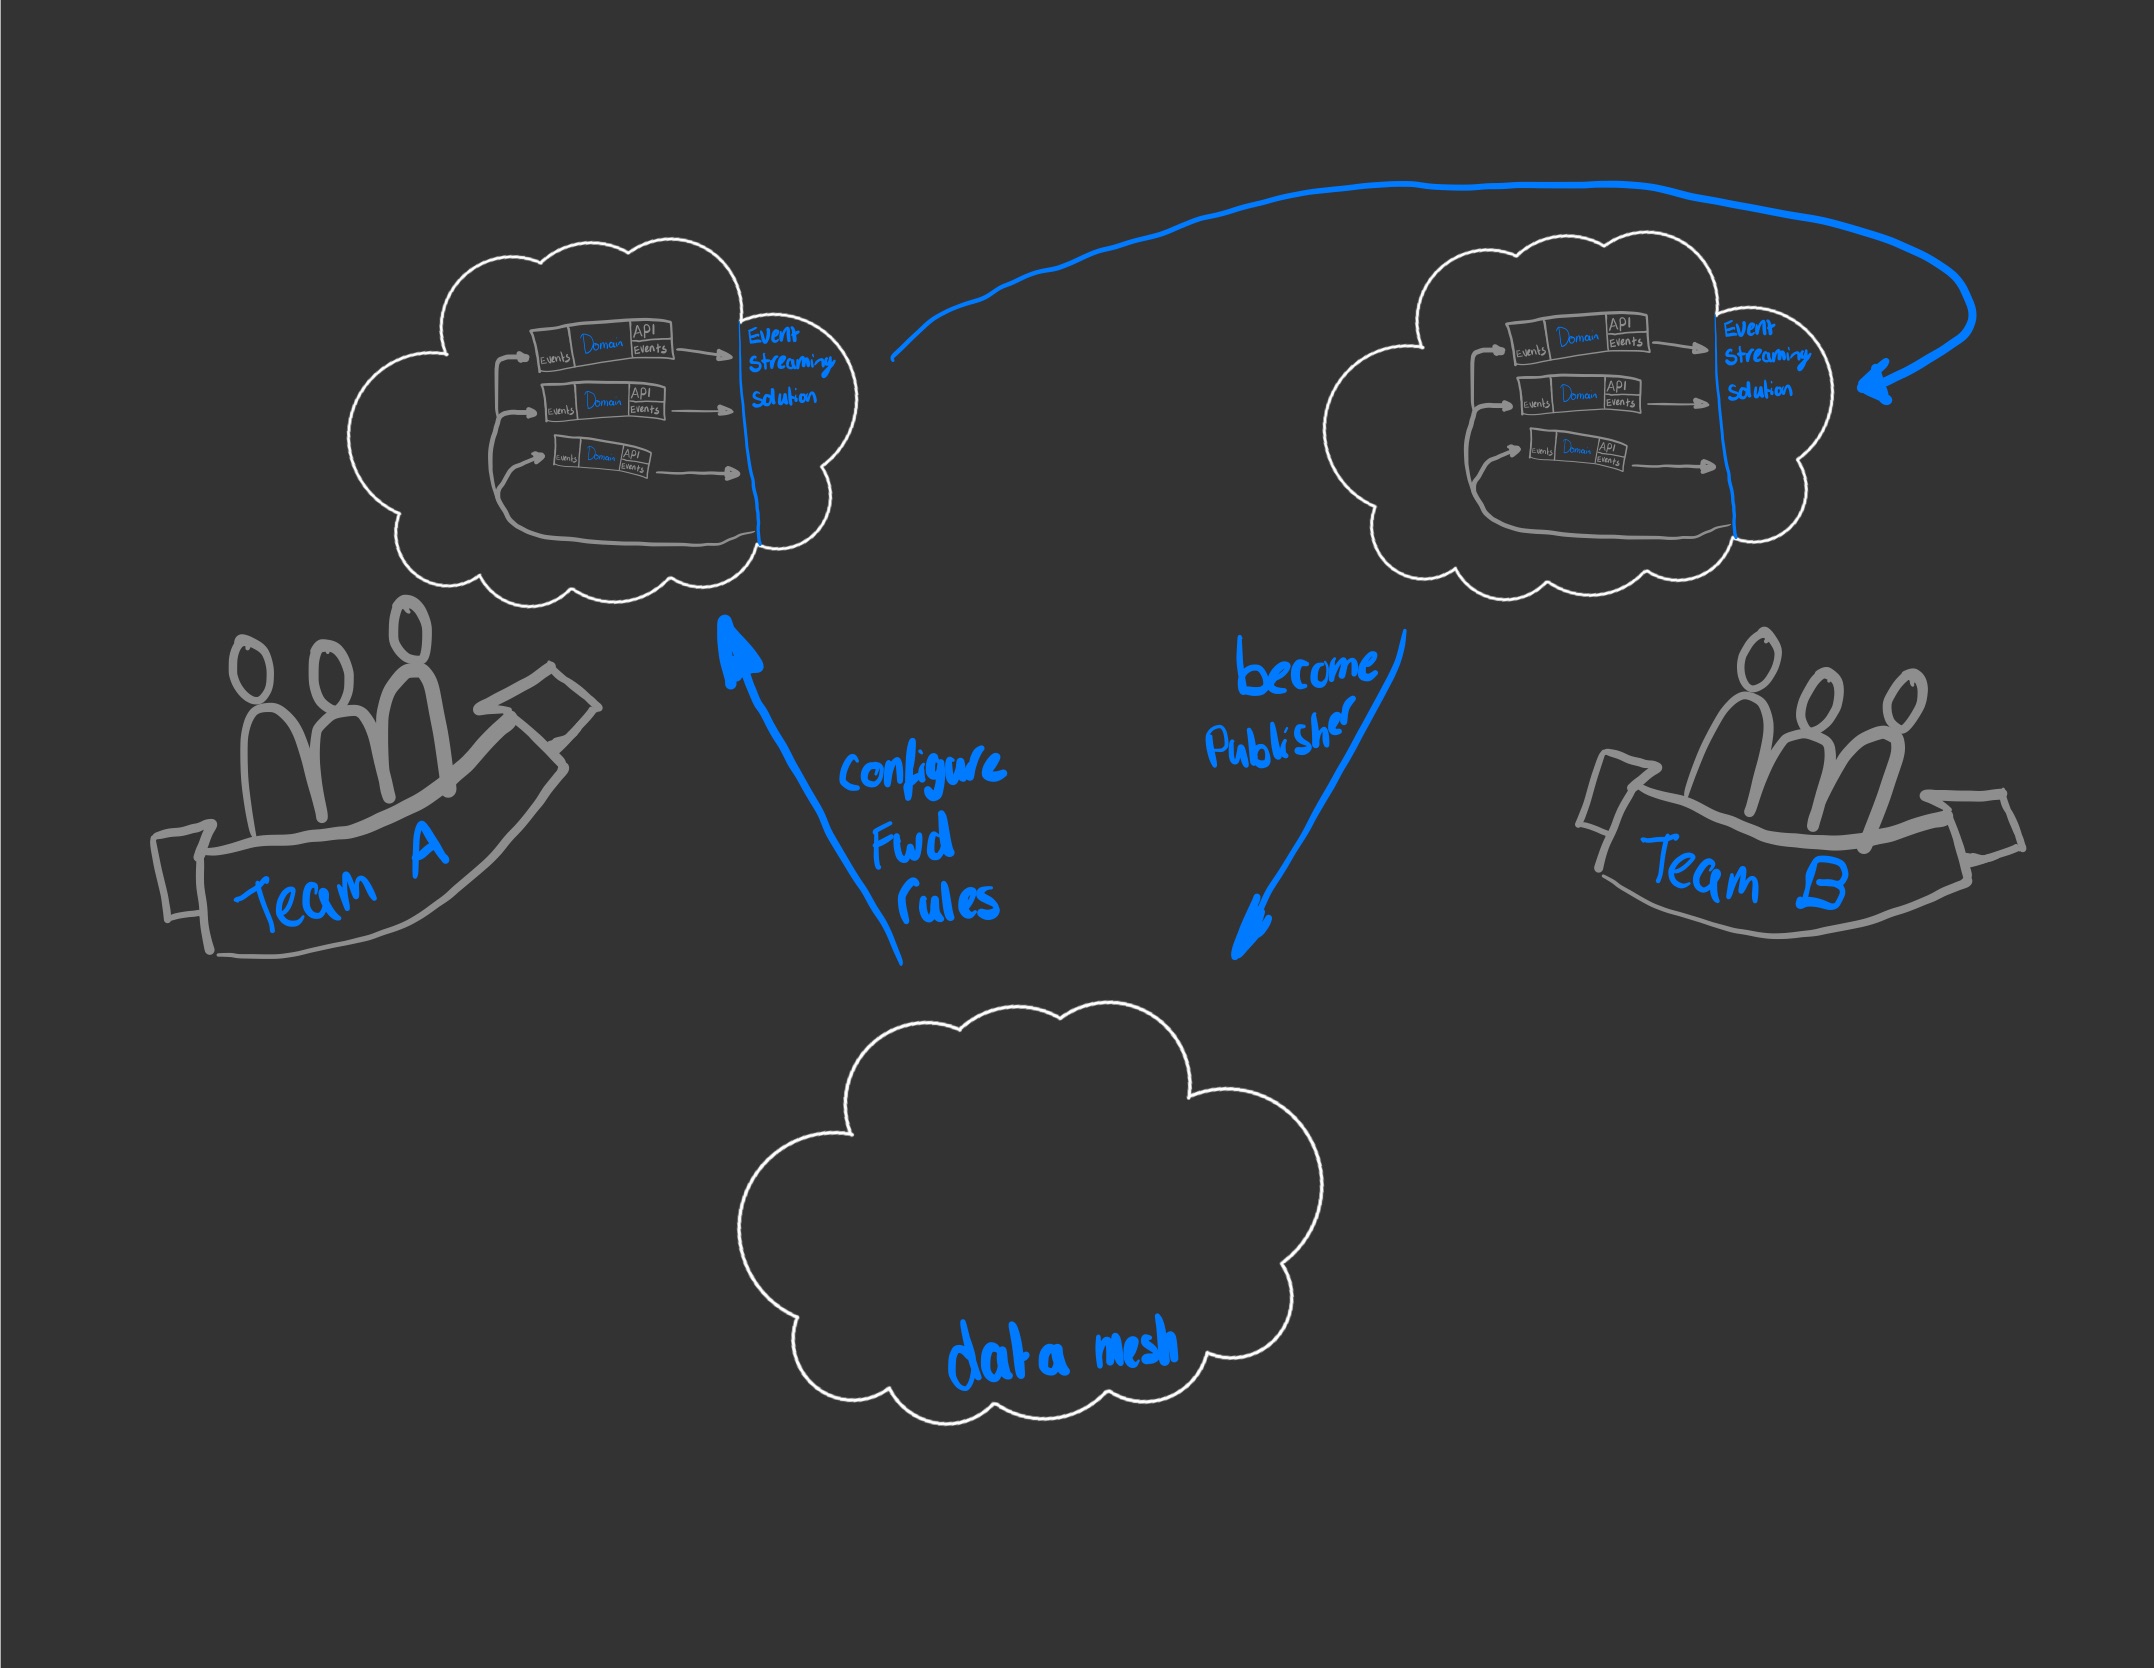 Event
Streaming
Solution
API
Events
Domain
Events
API
Events
Domain
Events
API
Events
Domain
Events
Event
Streaming
Solution
API
Events
Domain
Events
API
Events
Domain
Events
API
Events
Domain
Events
become
Publisher
configure
Fwd
rules
Team A
Team B
data mesh